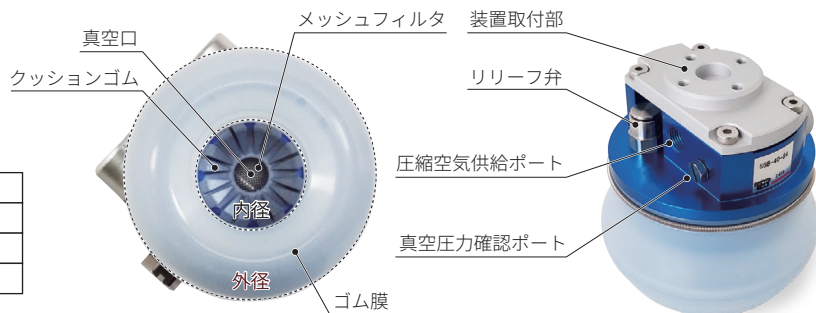 真空口
メッシュフィルタ
クッションゴム
内径
外径
ゴム膜
装置取付部
リリーフ弁
圧縮空気供給ポート
真空圧力確認ポート